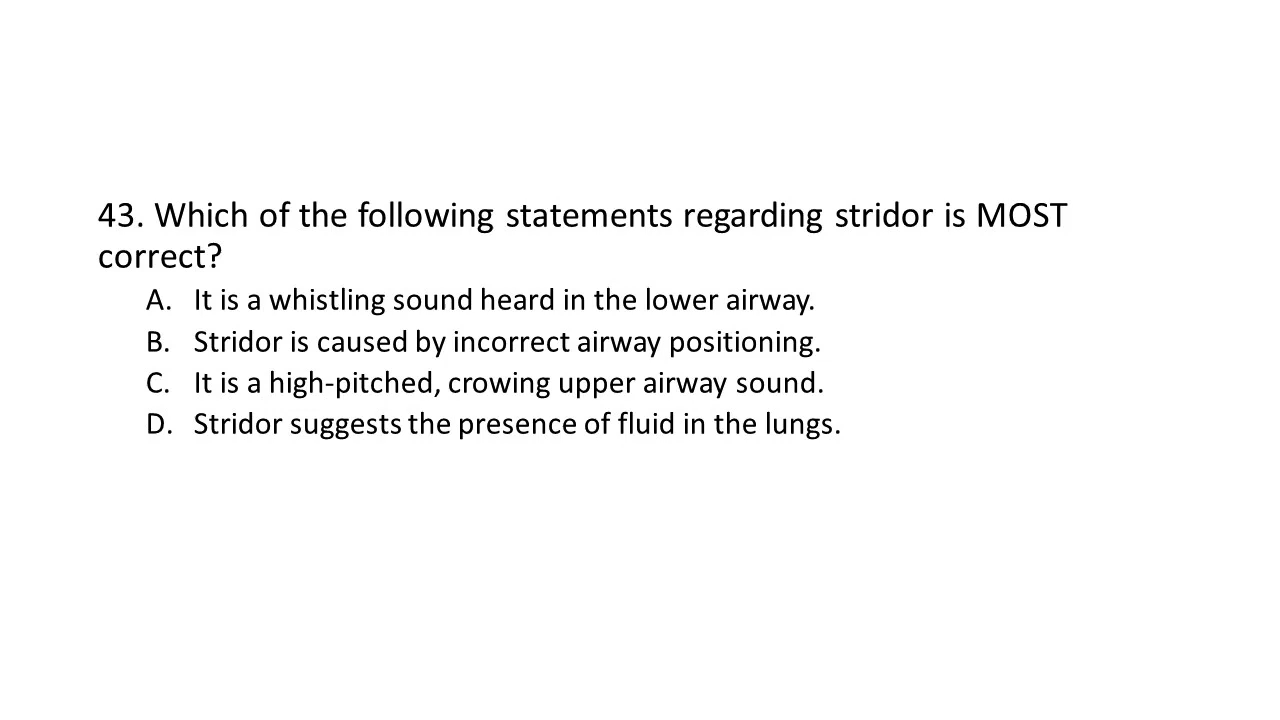 43. Which of the following statements regarding stridor is MOST
correct?
A. It is a whistling sound heard in the lower airway.
B. Stridor is caused by incorrect airway positioning.
C. It is a high-pitched, crowing upper airway sound.
D. Stridor suggests the presence of fluid in the lungs.